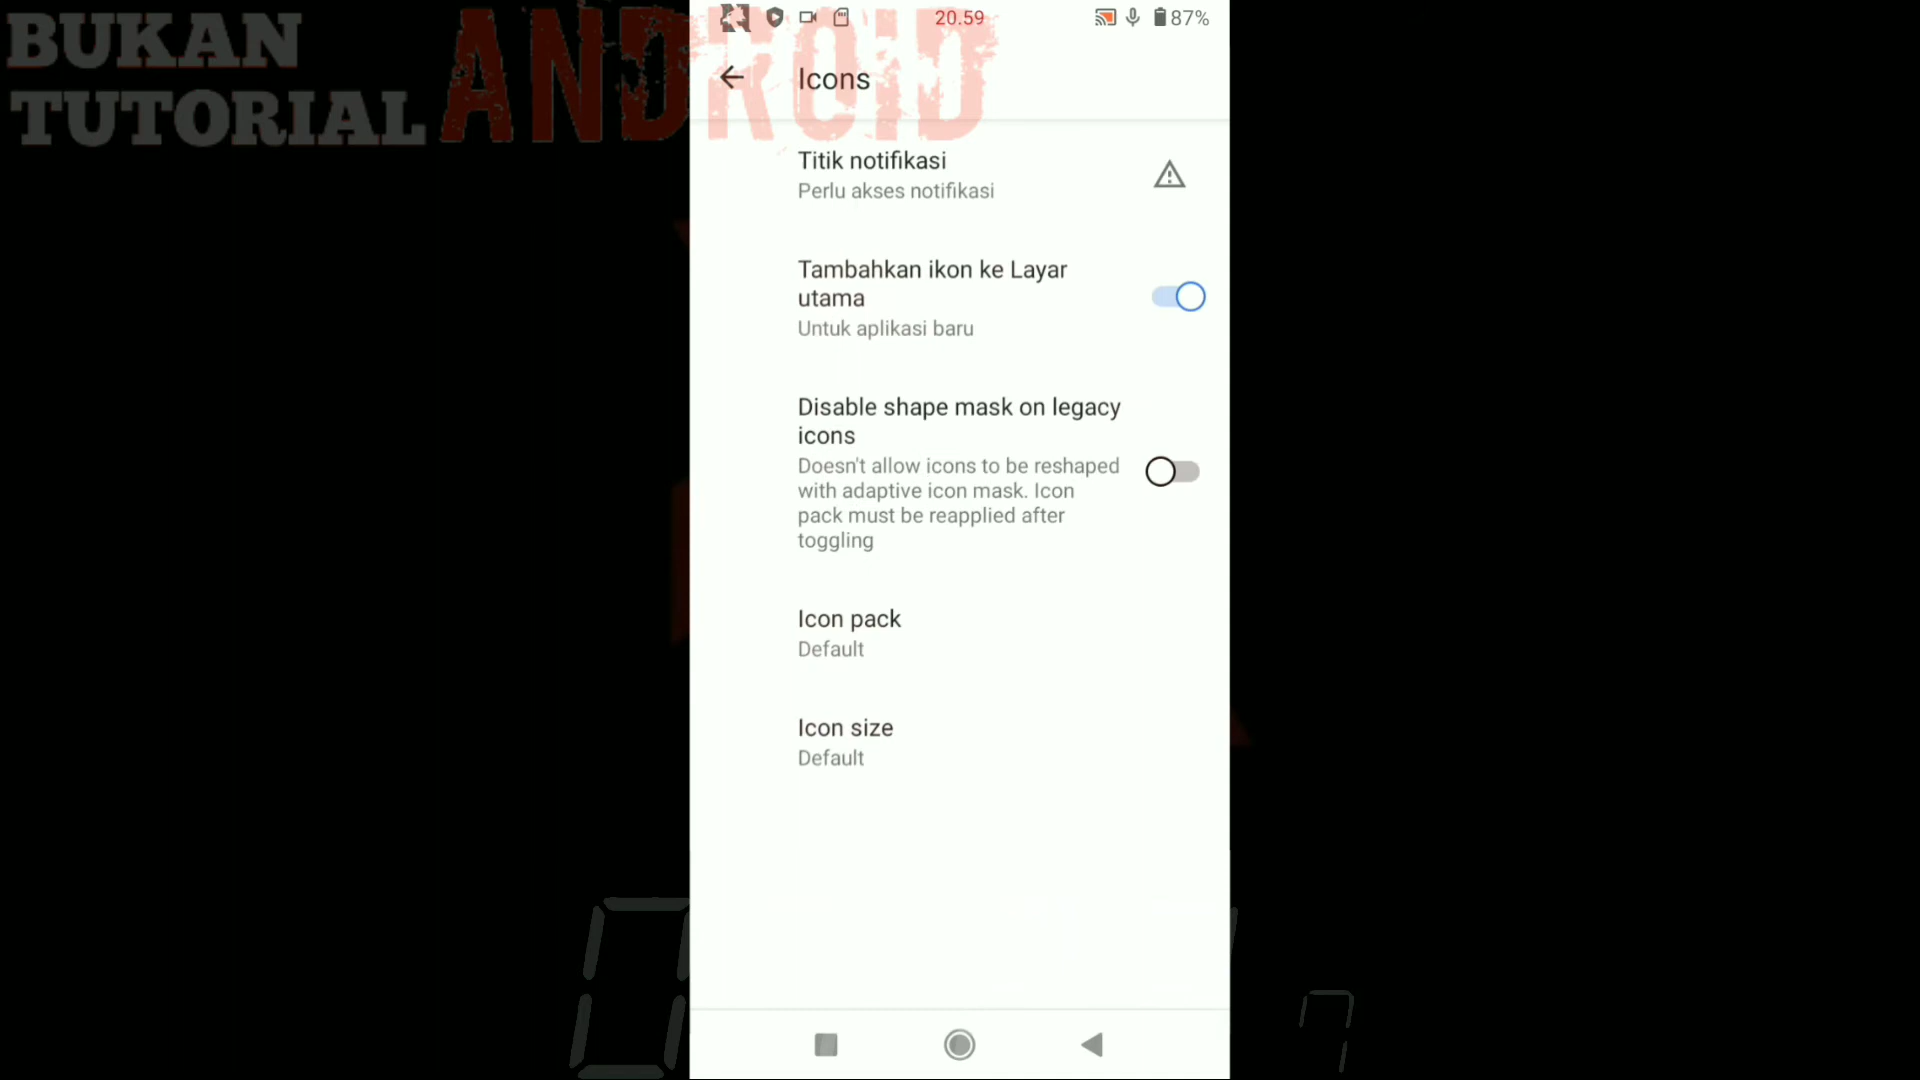 BUKAN
TUTORIAL ANDROID
20.59
87%
Icons
Titik notifikasi
Perlu akses notifikasi
Tambahkan ikon ke Layar
utama
Untuk aplikasi baru
Disable shape mask on legacy
icons
Doesn't allow icons to be reshaped
with adaptive icon mask. Icon
pack must be reapplied after
toggling
Icon pack
Default
Icon size
Default